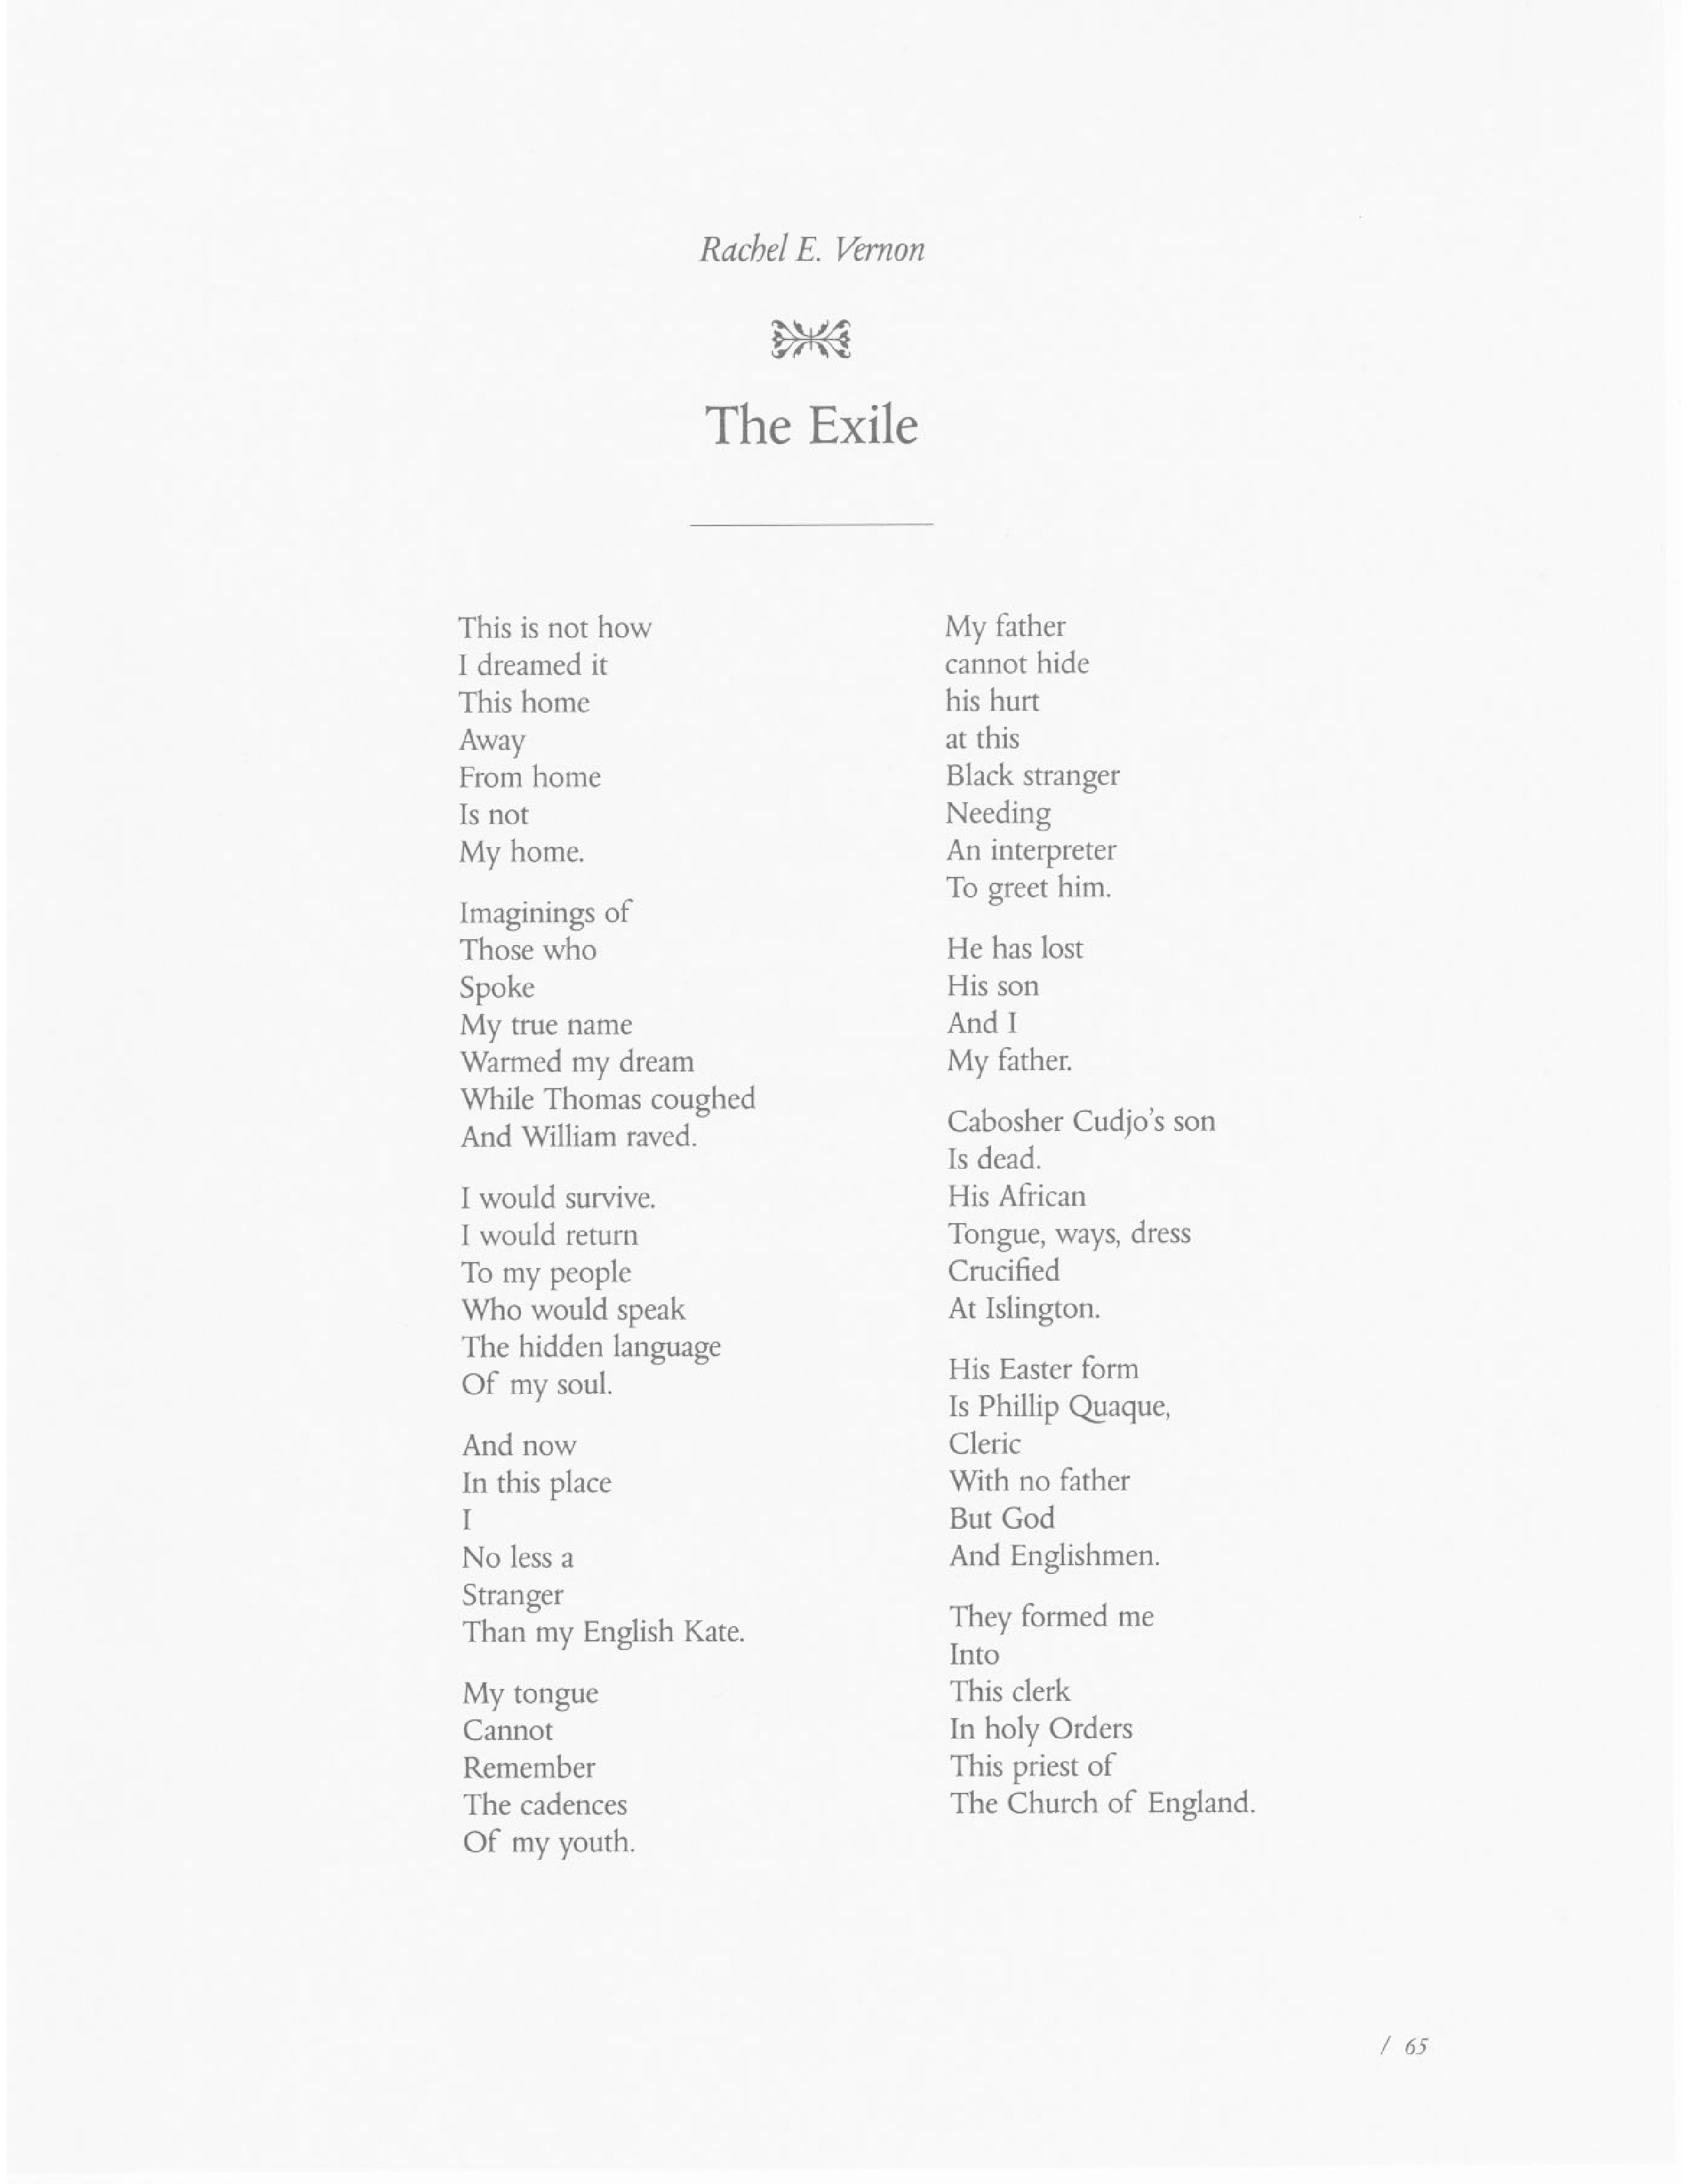 Rachel E. Vernon
The Exile
This is not how
I dreamed it
This home
Away
From home
Is not
My home.
Imaginings of
Those who
Spoke
My true name
Warmed my dream
While Thomas coughed
And William raved.
I would survive.
I would return
To my people
Who would speak
The hidden language
Of my soul.
And now
In this place
I
No less a
Stranger
Than my English Kate.
My tongue
Cannot
Remember
The cadences
Of my youth.
My father
cannot hide
his hurt
at this
Black stranger
Needing
An interpreter
To greet him.
He has lost
His son
And I
My father.
Cabosher Cudjo's son
Is dead.
His African
Tongue, ways, dress
Crucified
At Islington.
His Easter form
Is Phillip Quaque,
Cleric
With no father
But God
And Englishmen.
They formed me
Into
This clerk
In holy Orders
This priest of
The Church of England.
/ 65